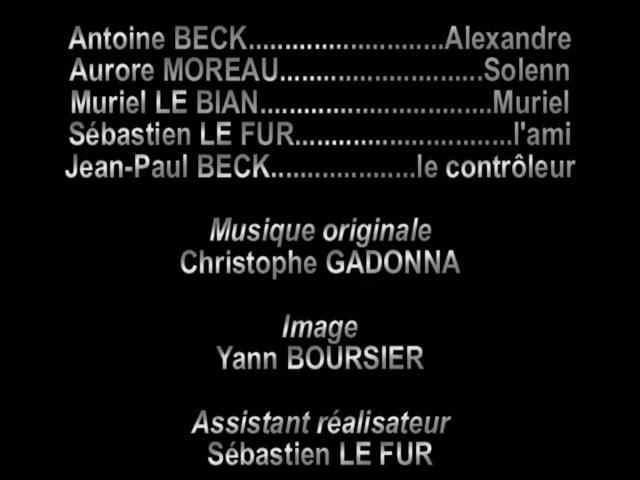 Antoine BECK...........................Alexandre
Aurore MOREAU............................Solenn
Muriel LE BIAN................................Muriel
Sébastien LE FUR..............................l'ami
Jean-Paul BECK....................le contrôleur
Musique originale
Christophe GADONNA
Image
Yann BOURSIER
Assistant réalisateur
Sébastien LE FUR